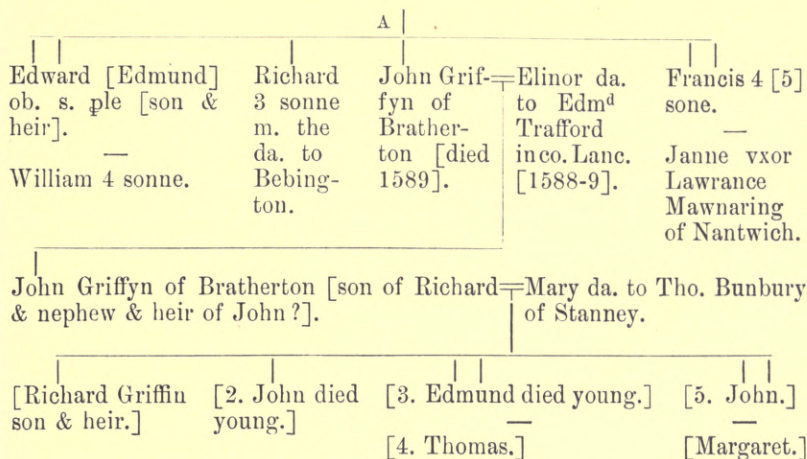 A
Edward [Edmund]
ob. s. ꝑle [son &
heir].
—
William 4 sonne.
Richard
3 sonne
m. the
da. to
Bebing-
ton.
John Grif-
fyn of
Brather-
ton [died
1589].
Elinor da.
to Edmᵈ
Trafford
in co. Lanc.
[1588-9].
Francis 4 [5]
sone.
—
Janne vxor
Lawrance
Mawnaring
of Nantwich.
John Griffyn of Bratherton [son of Richard
& nephew & heir of John ?].
Mary da. to Tho. Bunbury
of Stanney.
[Richard Griffin
son & heir.]
[2. John died
young.]
[3. Edmund died young.]
—
[4. Thomas.]
[5. John.]
—
[Margaret.]